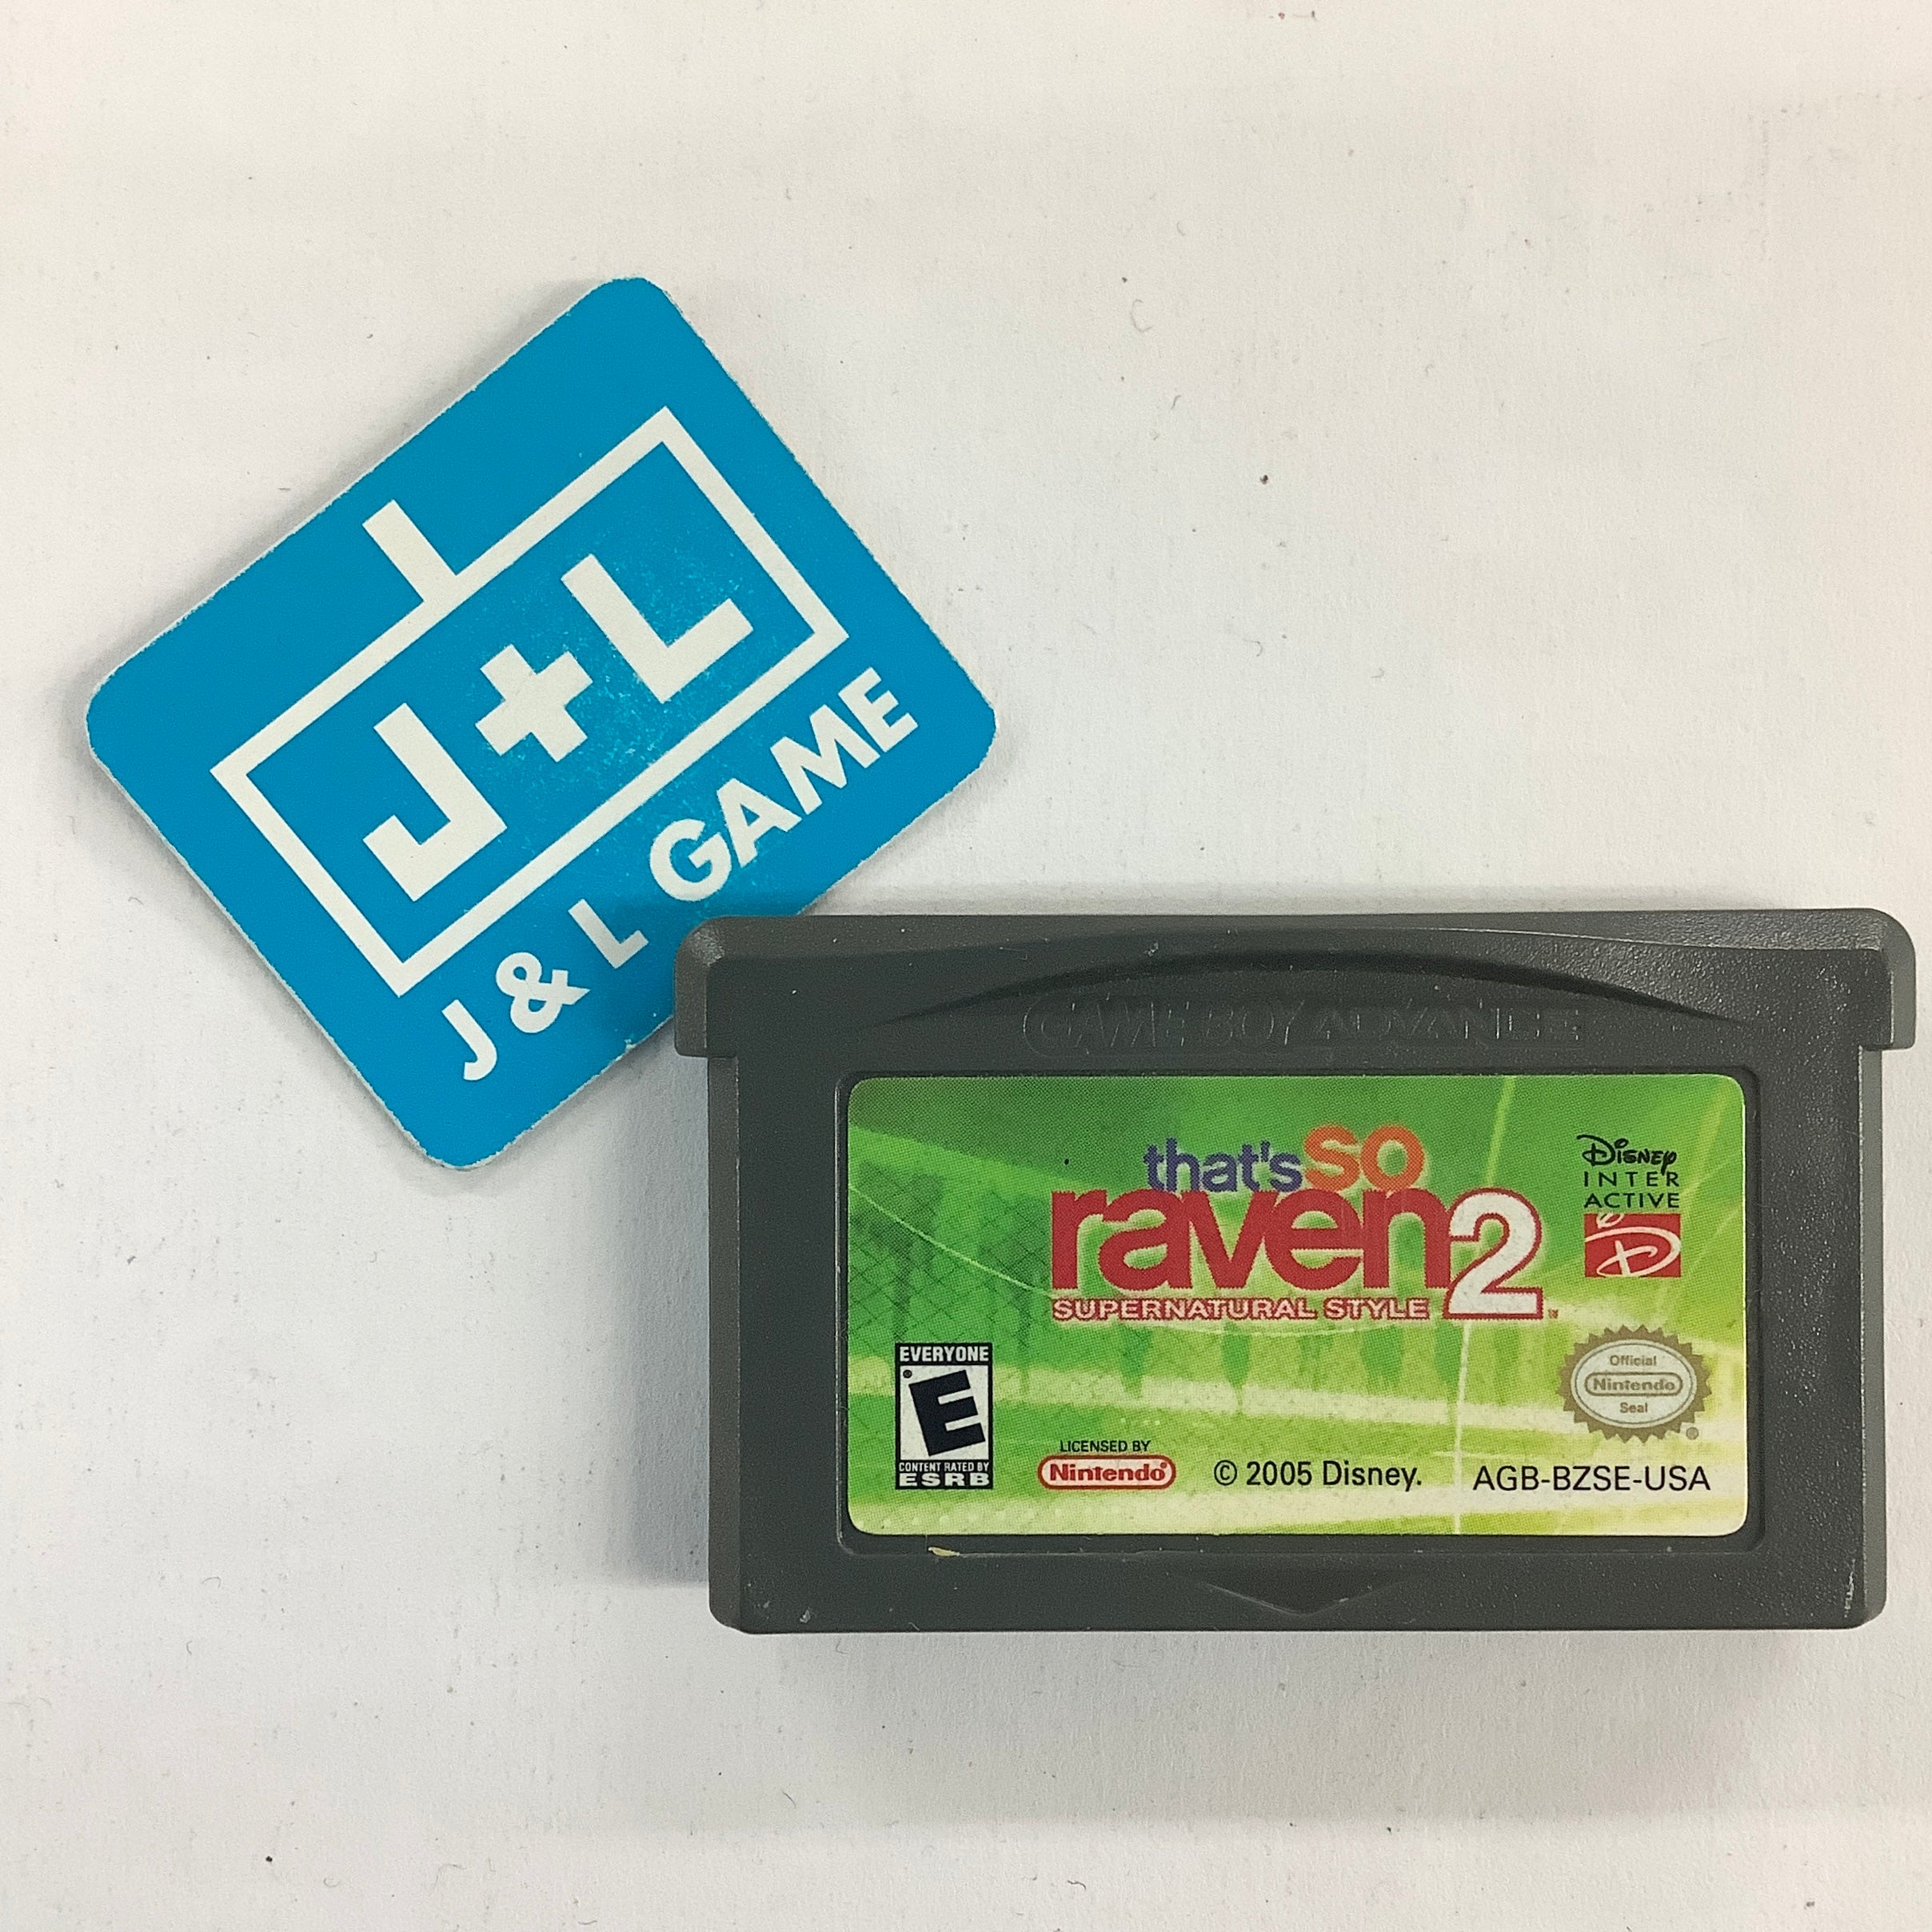 J+L
J & L GAME
GAME BOY ADVANCE
that's so
raven2
SUPERNATURAL STYLE
TM
Disney
INTER
ACTIVE
D
EVERYONE
E
®
CONTENT RATED BY
ESRB
LICENSED BY
Nintendo®
© 2005 Disney.
Official
Nintendo
Seal
®
AGB-BZSE-USA